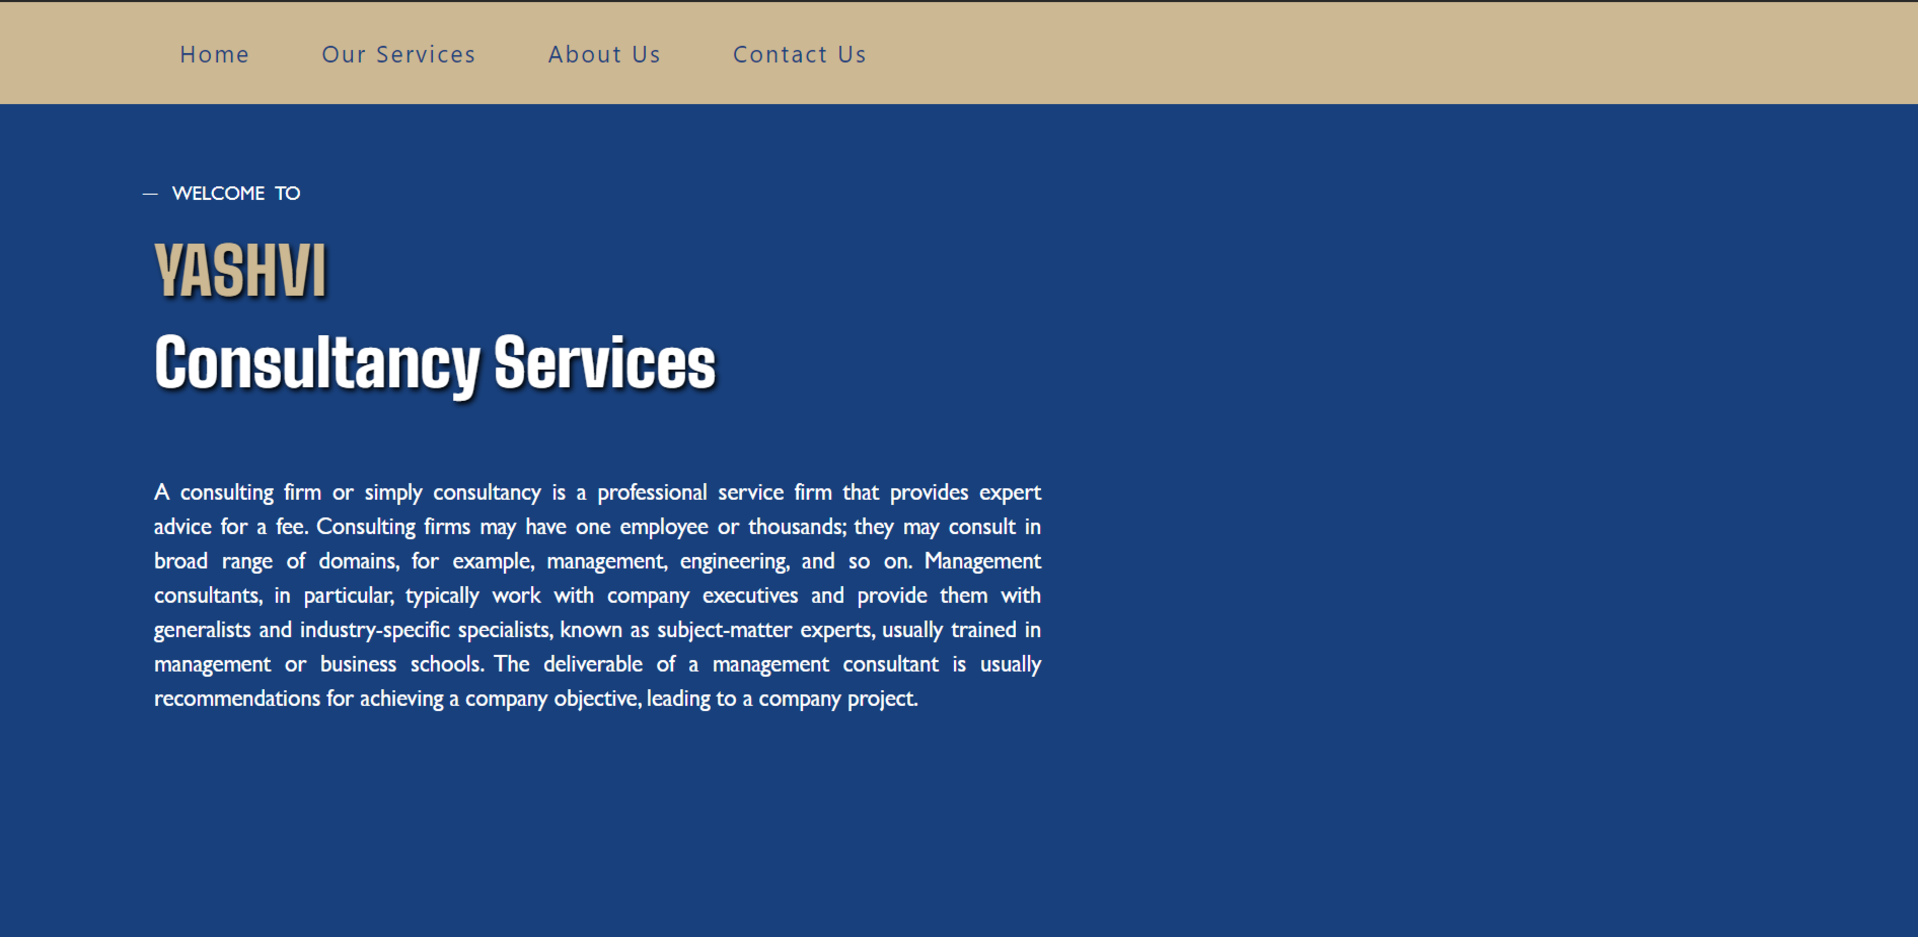 Home Our Services About Us Contact Us
— WELCOME TO
YASHVI
Consultancy Services
A consulting firm or simply consultancy is a professional service firm that provides expert
advice for a fee. Consulting firms may have one employee or thousands; they may consult in
broad range of domains, for example, management, engineering, and so on. Management
consultants, in particular, typically work with company executives and provide them with
generalists and industry-specific specialists, known as subject-matter experts, usually trained in
management or business schools. The deliverable of a management consultant is usually
recommendations for achieving a company objective, leading to a company project.